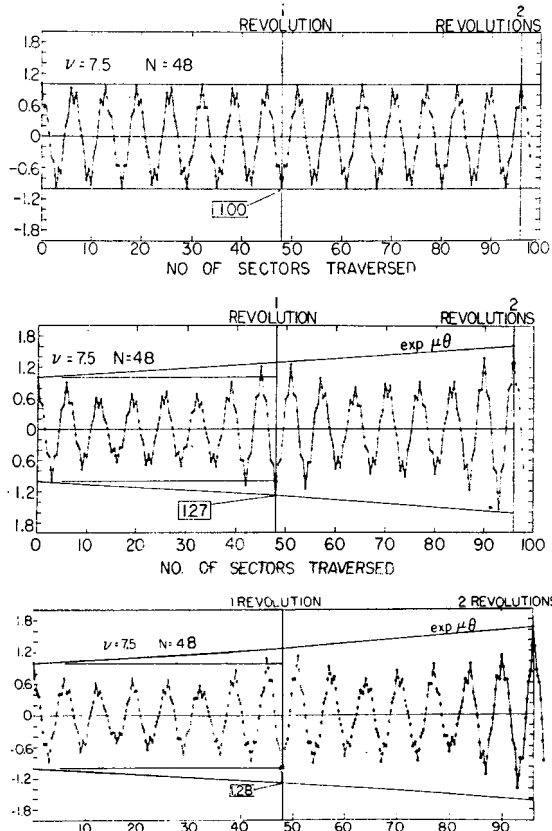 1 2
REVOLUTION REVOLUTIONS
1.8
ν = 7.5 N = 48
1.2
0.6
0
-0.6
-1.2
1.00
-1.8
0 10 20 30 40 50 60 70 80 90 100
NO OF SECTORS TRAVERSED
1 2
REVOLUTION REVOLUTIONS
1.8
exp μθ
ν = 7.5 N=48
1.2
0.6
0
0.6
1.2
1.27
1.8
0 10 20 30 40 50 60 70 80 90 100
NO. OF SECTORS TRAVERSED
1 REVOLUTION 2 REVOLUTIONS
1.8
exp μθ
ν=7.5 N=48
1.2
0.6
0
-0.6
-1.2
1.28
-1.8
0 10 20 30 40 50 60 70 80 90